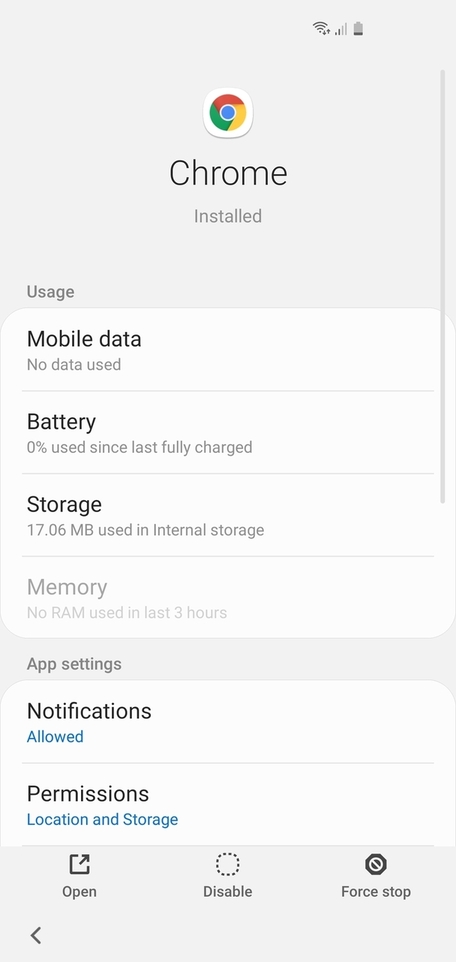 Chrome
Installed
Usage
Mobile data
No data used
Battery
0% used since last fully charged
Storage
17.06 MB used in Internal storage
Memory
No RAM used in last 3 hours
App settings
Notifications
Allowed
Permissions
Location and Storage
Open
Disable
Force stop